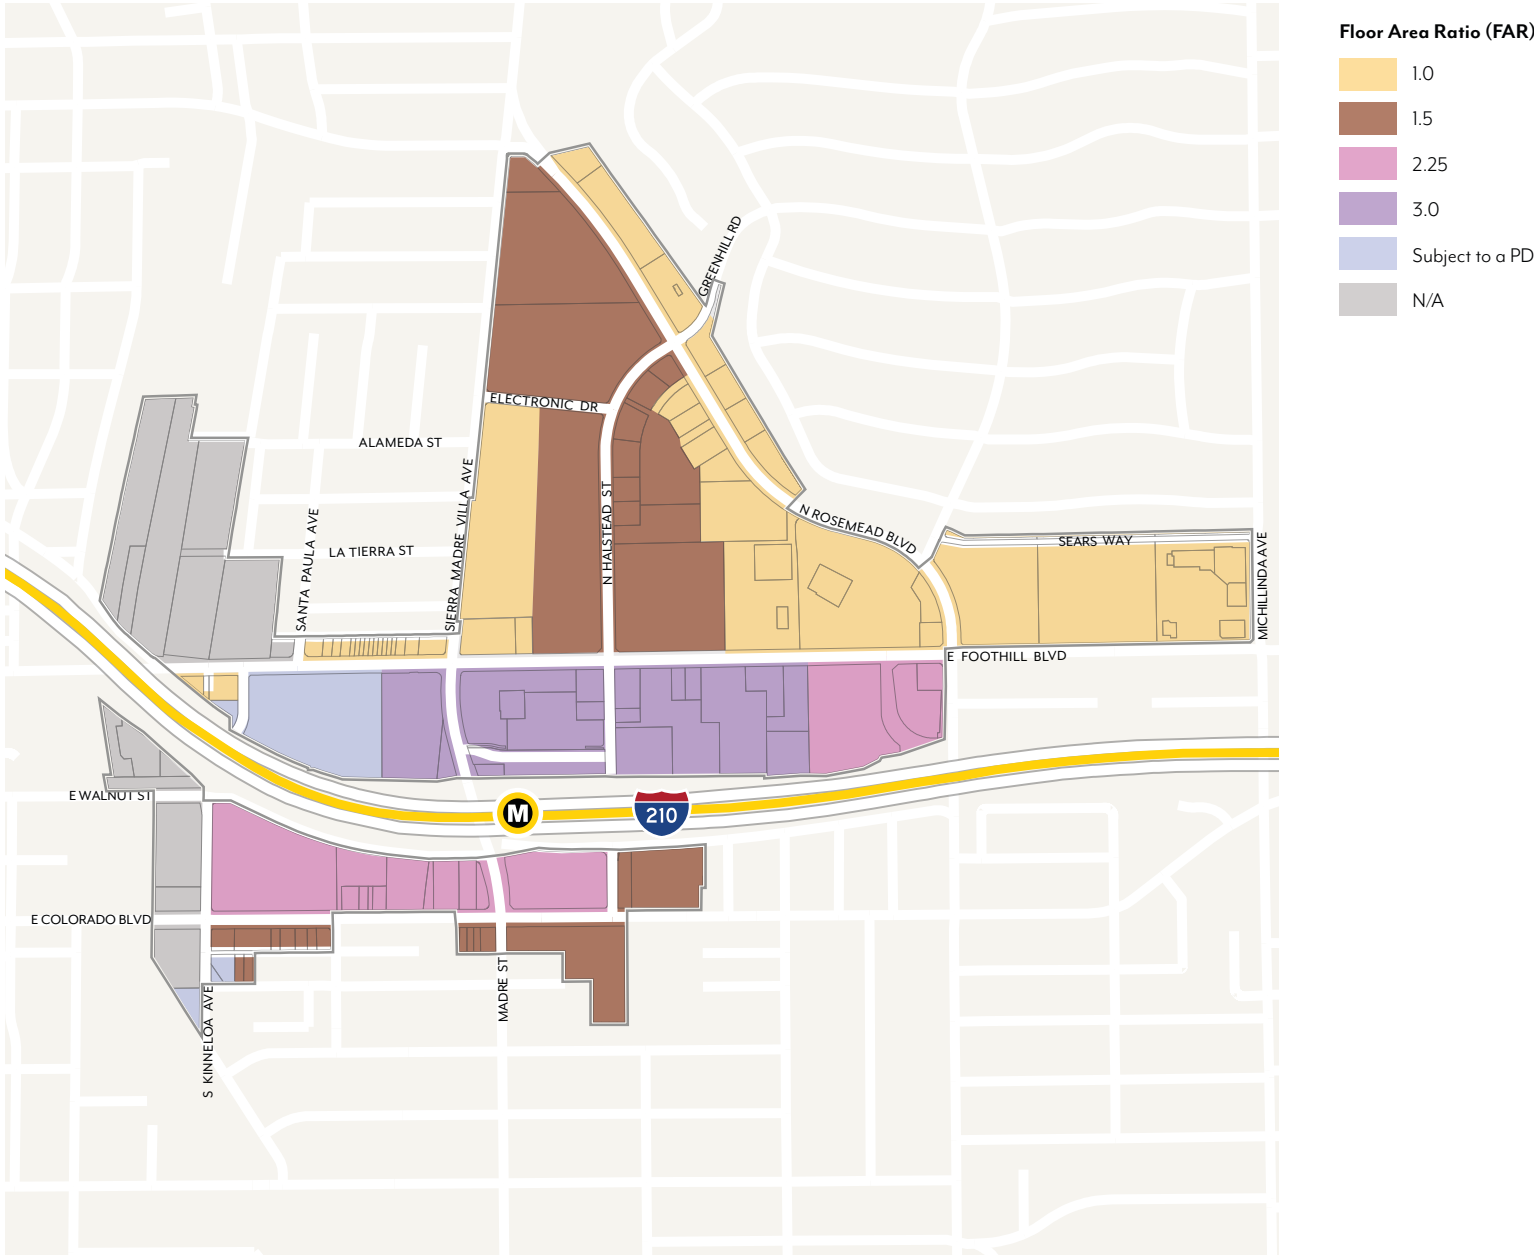 Floor Area Ratio (FAR)
1.0
1.5
2.25
3.0
Subject to a PD
N/A
GREENHILL RD
ELECTRONIC DR
ALAMEDA ST
SIERRA MADRE VILLA AVE
N HALSTEAD ST
SANTA PAULA AVE
LA TIERRA ST
N ROSEMEAD BLVD
SEARS WAY
MICHILLINDA AVE
E FOOTHILL BLVD
E WALNUT ST
M
210
E COLORADO BLVD
MADRE ST
S KINNELOA AVE